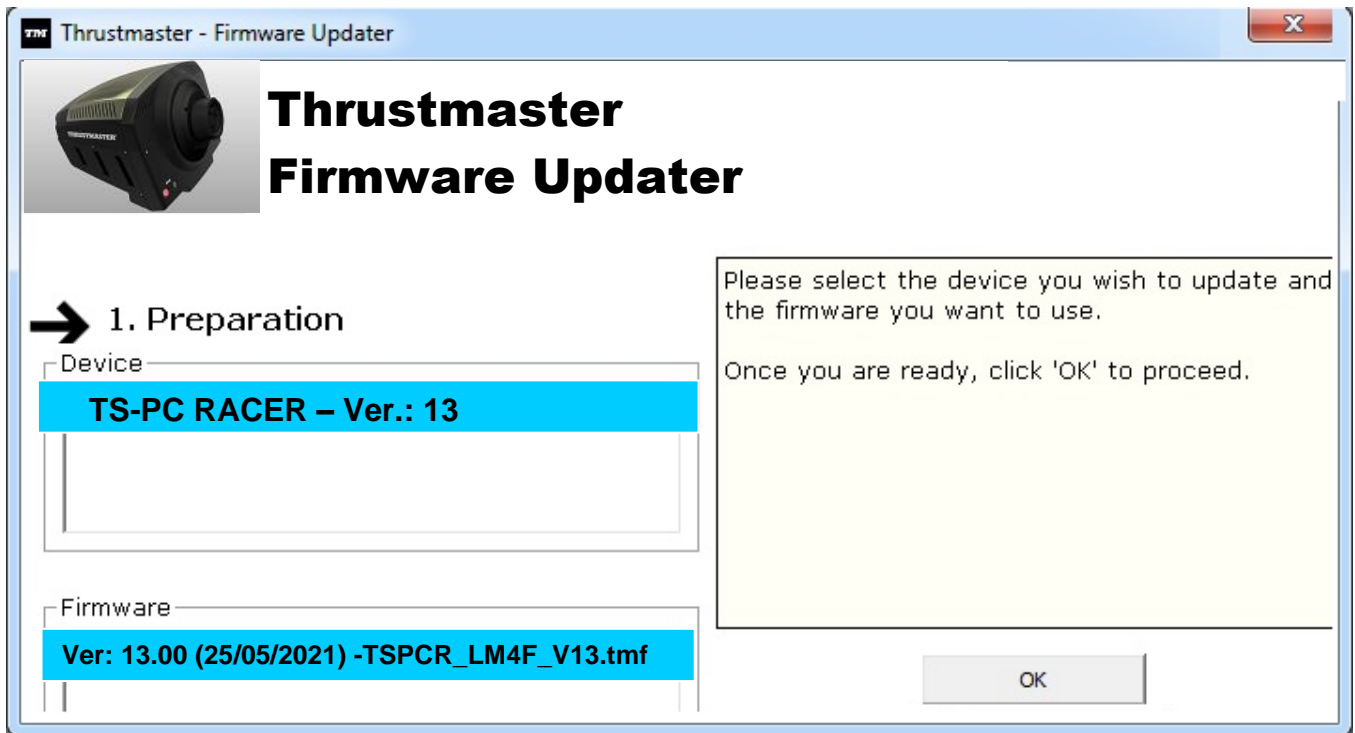 Thrustmaster - Firmware Updater
Thrustmaster
Firmware Updater
THRUSTMASTER
1. Preparation
Device
TS-PC RACER – Ver.: 13
Firmware
Ver: 13.00 (25/05/2021) -TSPCR_LM4F_V13.tmf
Please select the device you wish to update and
the firmware you want to use.
Once you are ready, click 'OK' to proceed.
OK